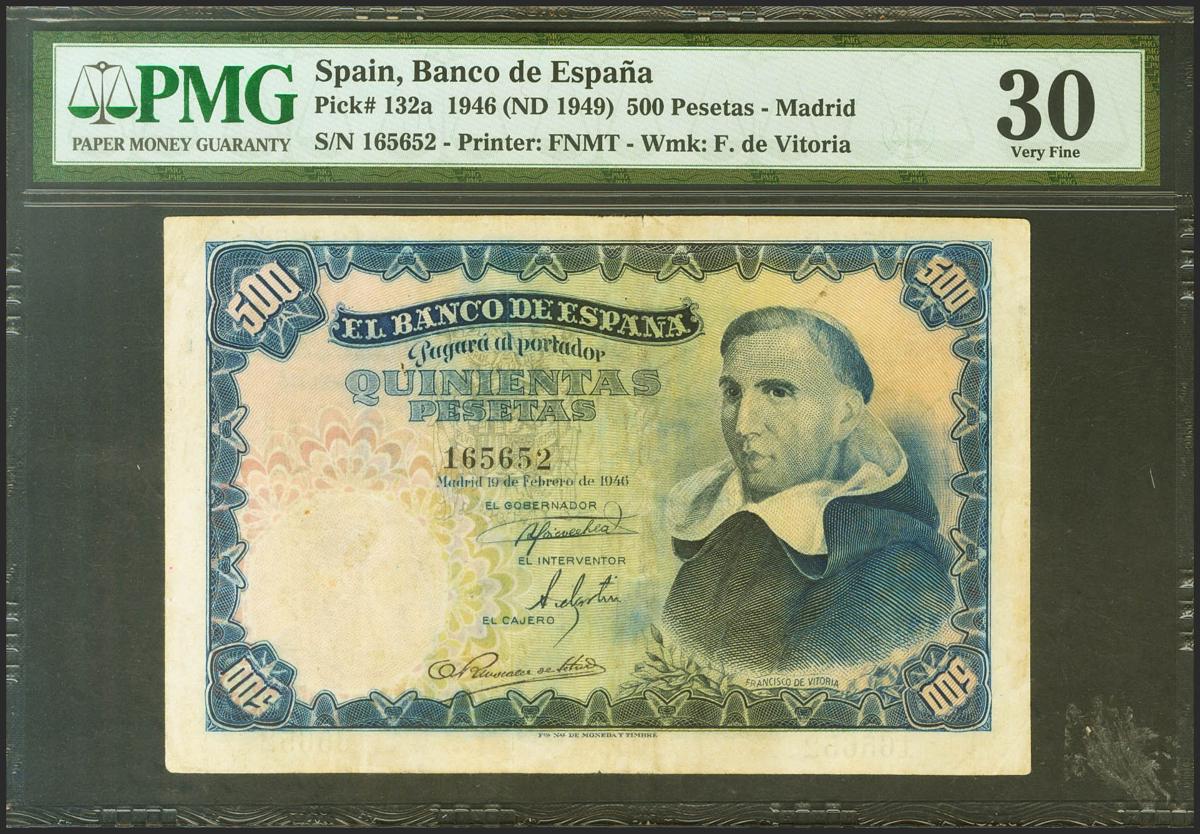 PMG
PAPER MONEY GUARANTY
Spain, Banco de España
Pick# 132a 1946 (ND 1949) 500 Pesetas - Madrid
S/N 165652 - Printer: FNMT - Wmk: F. de Vitoria
30
Very Fine
500
500
EL BANCO DE ESPAÑA
Pagará al portador
QUINIENTAS
PESETAS
165652
Madrid 19 de Febrero de 1946
EL GOBERNADOR
EL INTERVENTOR
EL CAJERO
FRANCISCO DE VITORIA
500
500
FCA NAL DE MONEDA Y TIMBRE